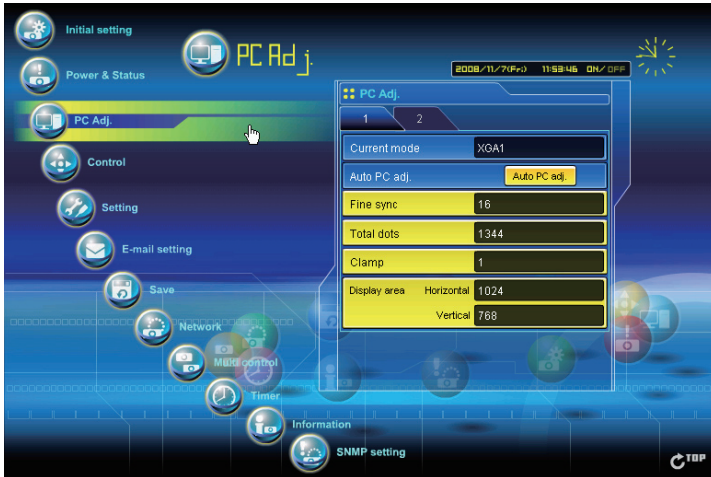 Initial setting
Power & Status
PC Adj.
Control
Setting
E-mail setting
Save
Network
Multi control
Timer
Information
SNMP setting
PC Adj.
2008/11/7(Fri) 11:53:46 ON/OFF
PC Adj.
1 2
Current mode XGA1
Auto PC adj. Auto PC adj.
Fine sync 16
Total dots 1344
Clamp 1
Display area Horizontal 1024
Vertical 768
TOP